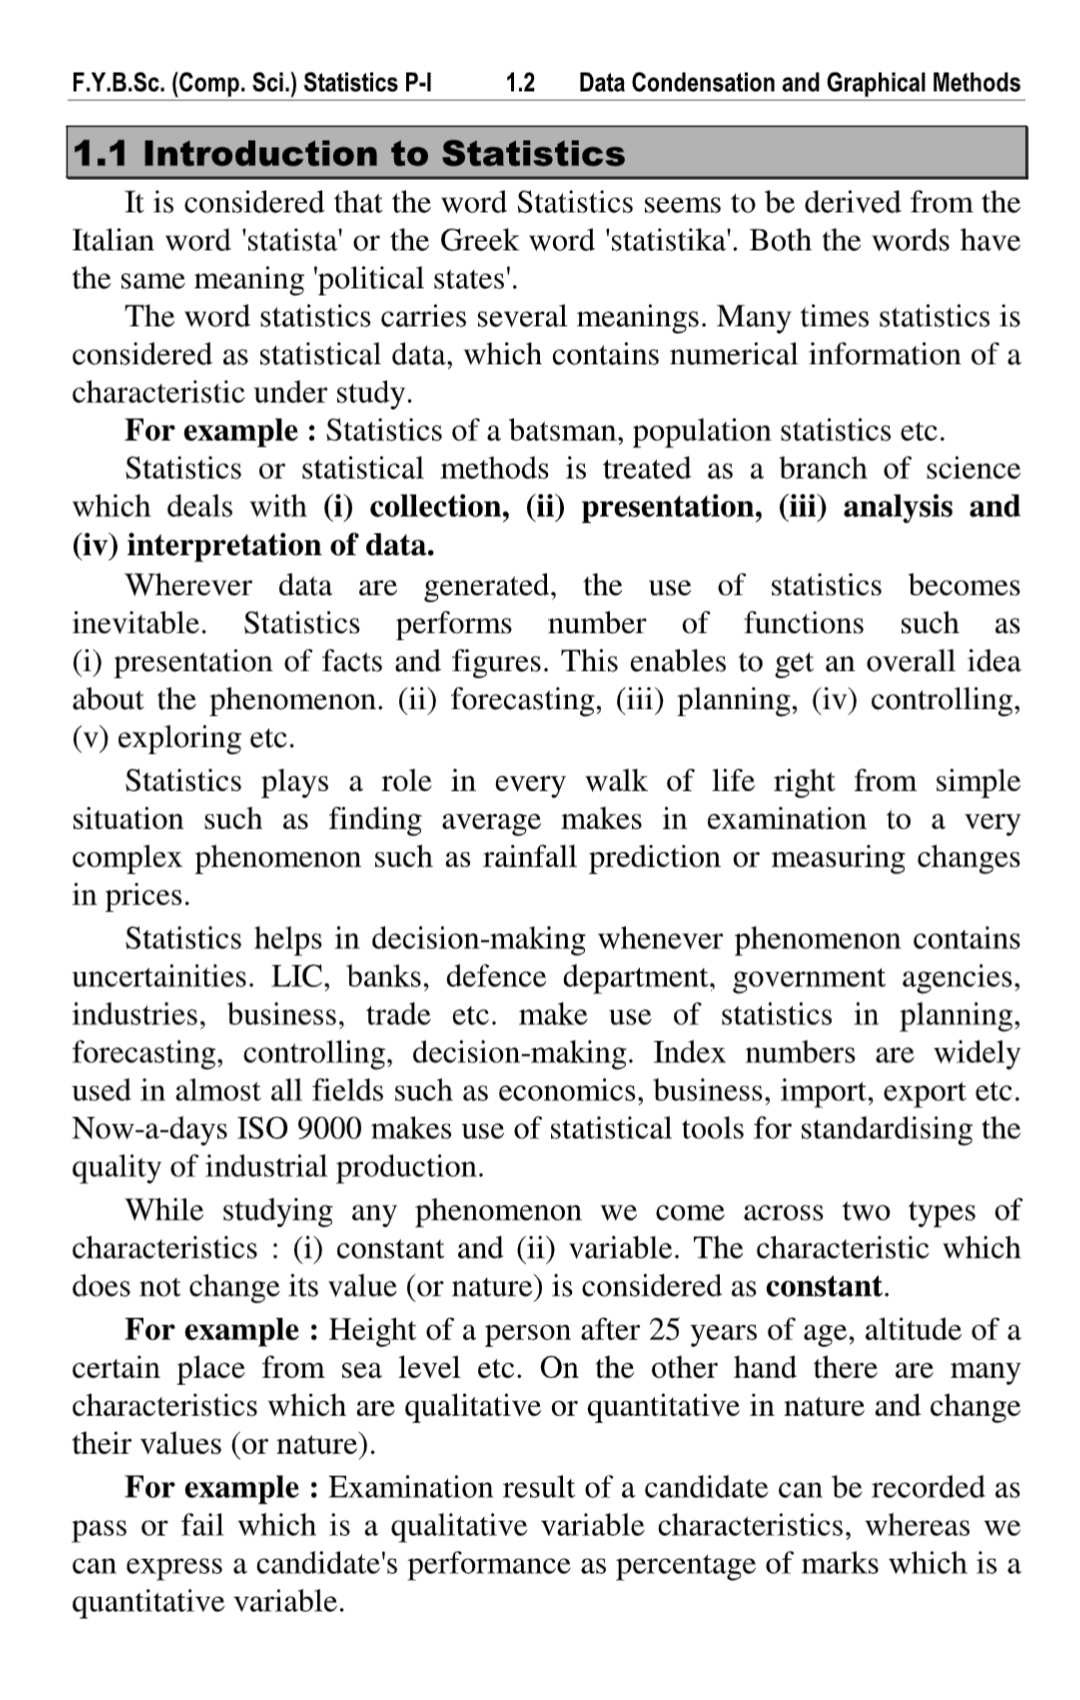 F.Y.B.Sc. (Comp. Sci.) Statistics P-I 1.2 Data Condensation and Graphical Methods
1.1 Introduction to Statistics
It is considered that the word Statistics seems to be derived from the
Italian word 'statista' or the Greek word 'statistika'. Both the words have
the same meaning 'political states'.
The word statistics carries several meanings. Many times statistics is
considered as statistical data, which contains numerical information of a
characteristic under study.
For example : Statistics of a batsman, population statistics etc.
Statistics or statistical methods is treated as a branch of science
which deals with (i) collection, (ii) presentation, (iii) analysis and
(iv) interpretation of data.
Wherever data are generated, the use of statistics becomes
inevitable. Statistics performs number of functions such as
(i) presentation of facts and figures. This enables to get an overall idea
about the phenomenon. (ii) forecasting, (iii) planning, (iv) controlling,
(v) exploring etc.
Statistics plays a role in every walk of life right from simple
situation such as finding average makes in examination to a very
complex phenomenon such as rainfall prediction or measuring changes
in prices.
Statistics helps in decision-making whenever phenomenon contains
uncertainities. LIC, banks, defence department, government agencies,
industries, business, trade etc. make use of statistics in planning,
forecasting, controlling, decision-making. Index numbers are widely
used in almost all fields such as economics, business, import, export etc.
Now-a-days ISO 9000 makes use of statistical tools for standardising the
quality of industrial production.
While studying any phenomenon we come across two types of
characteristics : (i) constant and (ii) variable. The characteristic which
does not change its value (or nature) is considered as constant.
For example : Height of a person after 25 years of age, altitude of a
certain place from sea level etc. On the other hand there are many
characteristics which are qualitative or quantitative in nature and change
their values (or nature).
For example : Examination result of a candidate can be recorded as
pass or fail which is a qualitative variable characteristics, whereas we
can express a candidate's performance as percentage of marks which is a
quantitative variable.